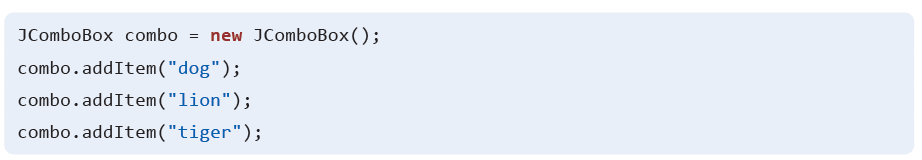 JComboBox combo = new JComboBox();
combo.addItem("dog");
combo.addItem("lion");
combo.addItem("tiger");